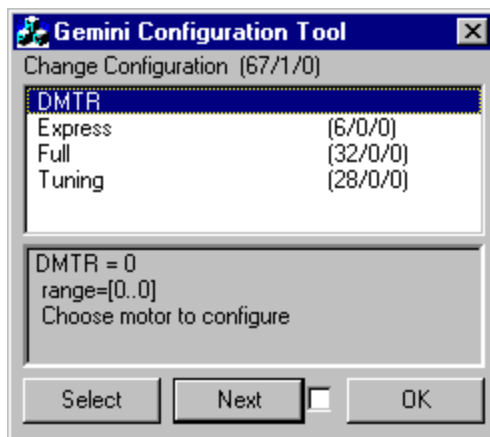 Gemini Configuration Tool
Change Configuration (67/1/0)
DMTR
Express (6/0/0)
Full (32/0/0)
Tuning (28/0/0)
DMTR = 0
range=[0..0]
Choose motor to configure
Select Next OK